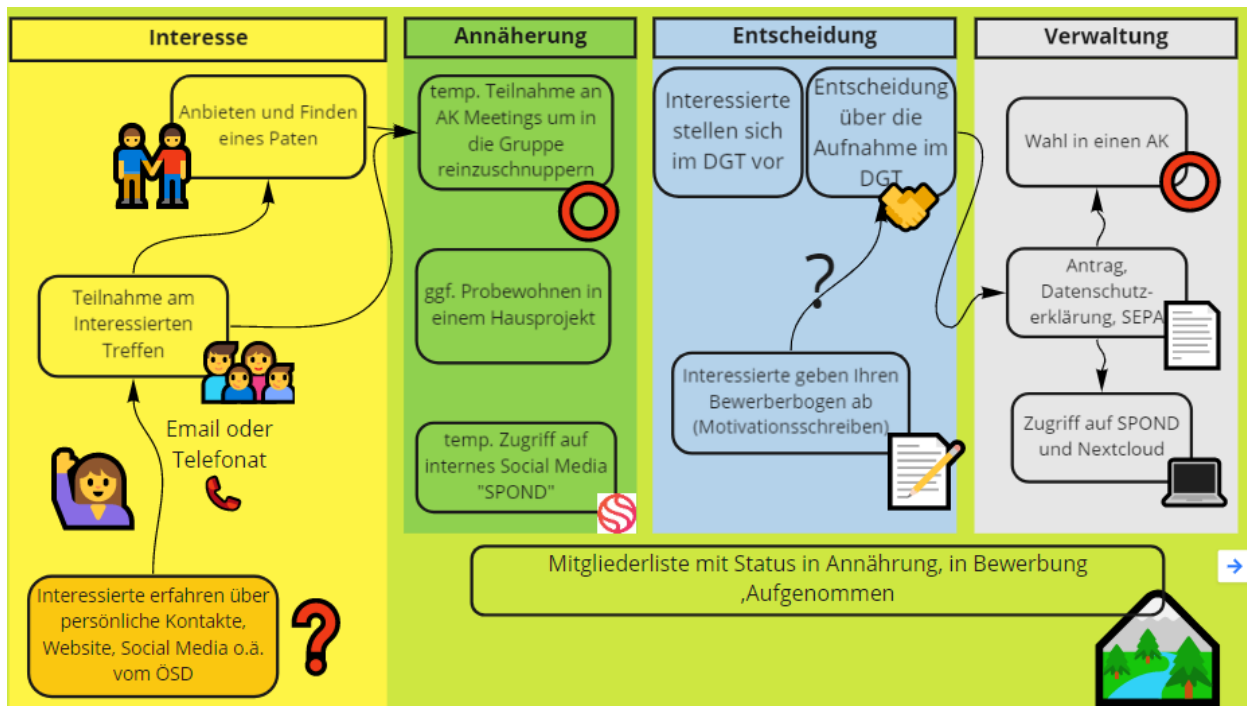 Interesse
Anbieten und Finden
eines Paten
Teilnahme am
Interessierten
Treffen
Email oder
Telefonat
Interessierte erfahren über
persönliche Kontakte,
Website, Social Media o.ä.
vom ÖSD
Annäherung
temp. Teilnahme an
AK Meetings um in
die Gruppe
reinzuschnuppern
ggf. Probewohnen in
einem Hausprojekt
temp. Zugriff auf
internes Social Media
"SPOND"
Entscheidung
Interessierte
stellen sich
im DGT vor
Entscheidung
über die
Aufnahme im
DGT
?
Interessierte geben Ihren
Bewerberbogen ab
(Motivationsschreiben)
Verwaltung
Wahl in einen AK
Antrag,
Datenschutz-
erklärung, SEPA
Zugriff auf SPOND
und Nextcloud
Mitgliederliste mit Status in Annährung, in Bewerbung
,Aufgenommen